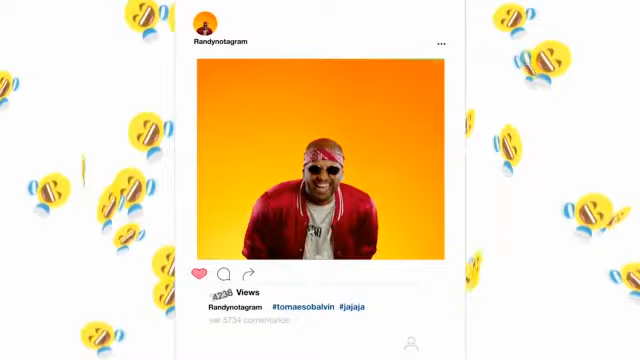 Randynotagram
4238 Views
Randynotagram #tomaesobalvin #jajaja
ver 5734 comentarios